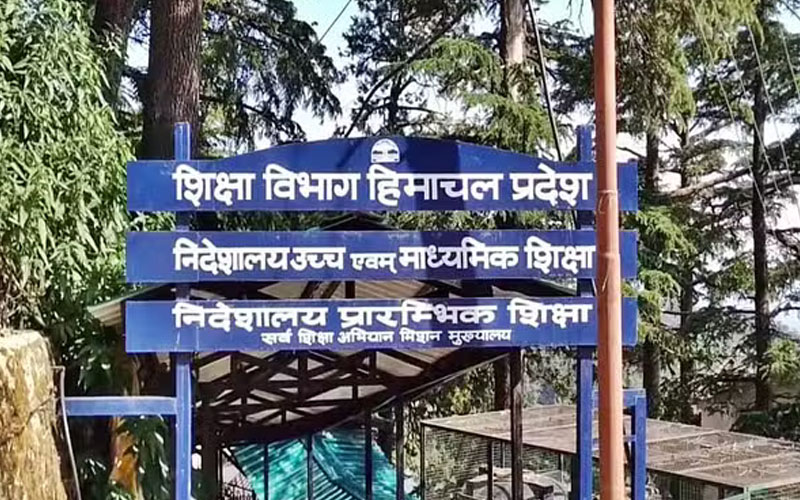 शिक्षा विभाग हिमाचल प्रदेश
निदेशालय उच्च एवम् माध्यमिक शिक्षा
निदेशालय प्रारम्भिक शिक्षा
सर्व शिक्षा अभियान मिशन मुख्यालय